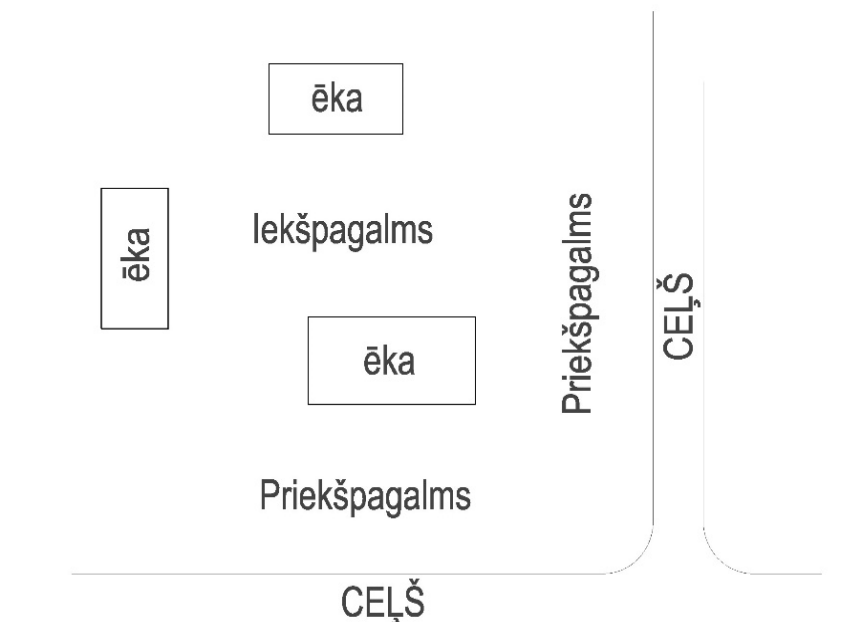 ēka
ēka
Iekšpagalms
Priekšpagalms
CEĻŠ
ēka
Priekšpagalms
CEĻŠ